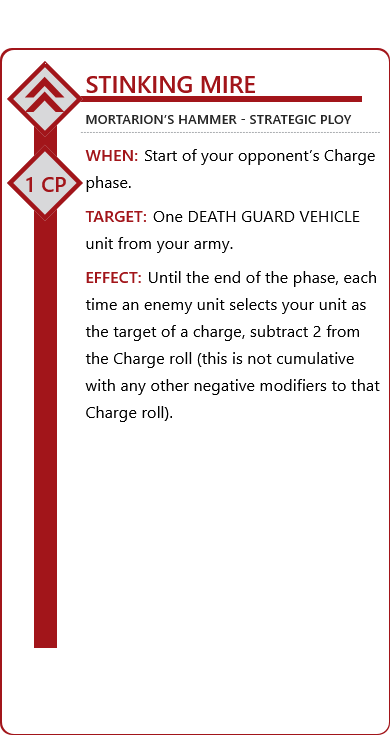 STINKING MIRE
MORTARION’S HAMMER - STRATEGIC PLOY
WHEN: Start of your opponent’s Charge
phase.
1 CP
TARGET: One DEATH GUARD VEHICLE
unit from your army.
EFFECT: Until the end of the phase, each
time an enemy unit selects your unit as
the target of a charge, subtract 2 from
the Charge roll (this is not cumulative
with any other negative modifiers to that
Charge roll).